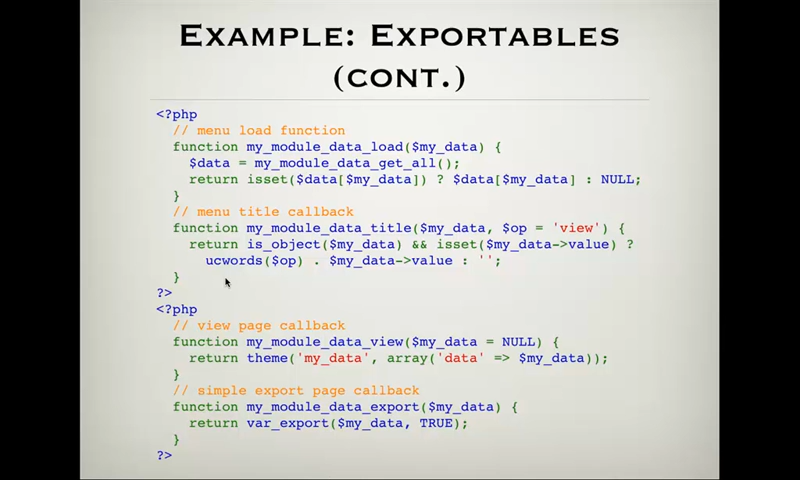 EXAMPLE: EXPORTABLES
(CONT.)
<?php
// menu load function
function my_module_data_load($my_data) {
$data = my_module_data_get_all();
return isset($data[$my_data]) ? $data[$my_data] : NULL;
}
// menu title callback
function my_module_data_title($my_data, $op = 'view') {
return is_object($my_data) && isset($my_data->value) ?
ucwords($op) . $my_data->value : '';
}
?>
<?php
// view page callback
function my_module_data_view($my_data = NULL) {
return theme('my_data', array('data' => $my_data));
}
// simple export page callback
function my_module_data_export($my_data) {
return var_export($my_data, TRUE);
}
?>